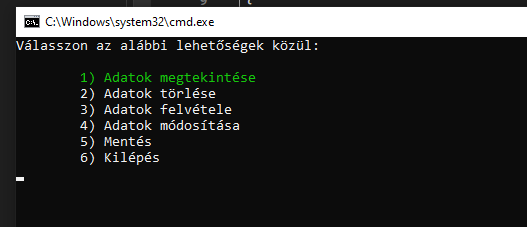 C:\Windows\system32\cmd.exe
Válasszon az alábbi lehetőségek közül:
1) Adatok megtekintése
2) Adatok törlése
3) Adatok felvétele
4) Adatok módosítása
5) Mentés
6) Kilépés